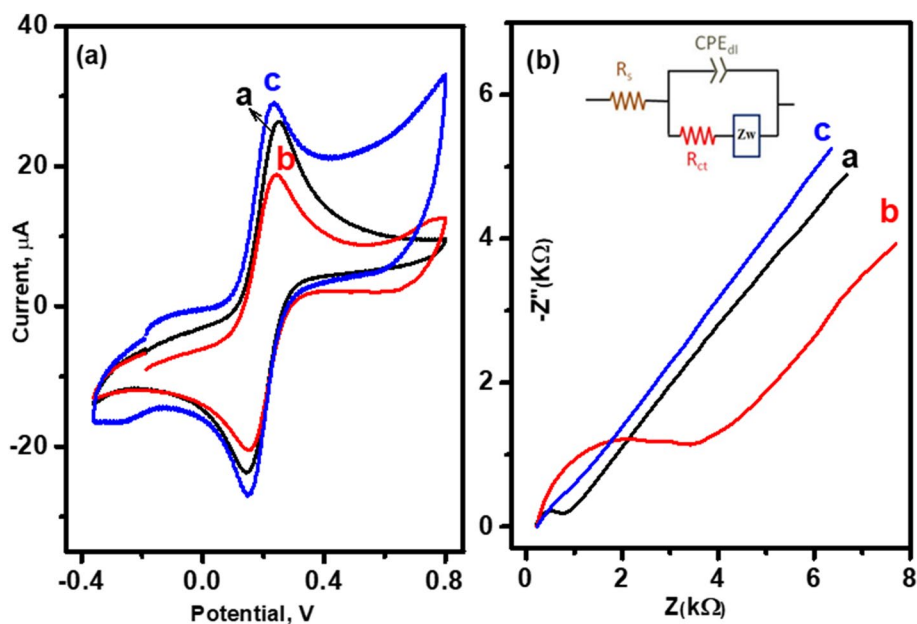 (a)
40
20
0
-20
Current, μA
-0.4 0.0 0.4 0.8
Potential, V
a
c
b
(b)
6
4
2
0
-Z"(KΩ)
0 2 4 6 8
Z(kΩ)
Rs
CPEdl
Rct
Zw
c
a
b